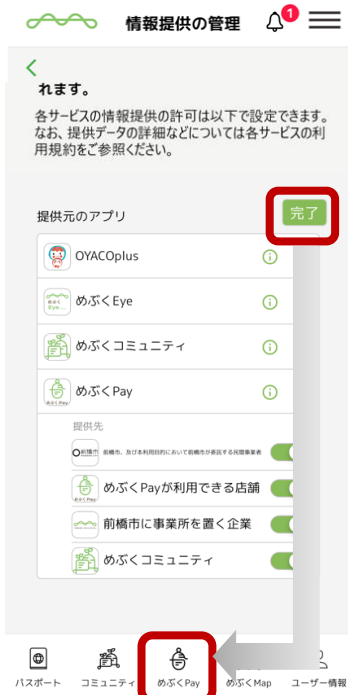 情報提供の管理
1
れます。
各サービスの情報提供の許可は以下で設定できます。
なお、提供データの詳細などについては各サービスの利
用規約をご参照ください。
提供元のアプリ
完了
OYACOplus
めぶくEye
めぶくコミュニティ
めぶくPay
提供先
前橋市、及び本利用目的において前橋市が委託する民間事業者
めぶくPayが利用できる店舗
前橋市に事業所を置く企業
めぶくコミュニティ
パスポート
コミュニティ
めぶくPay
めぶくMap
ユーザー情報